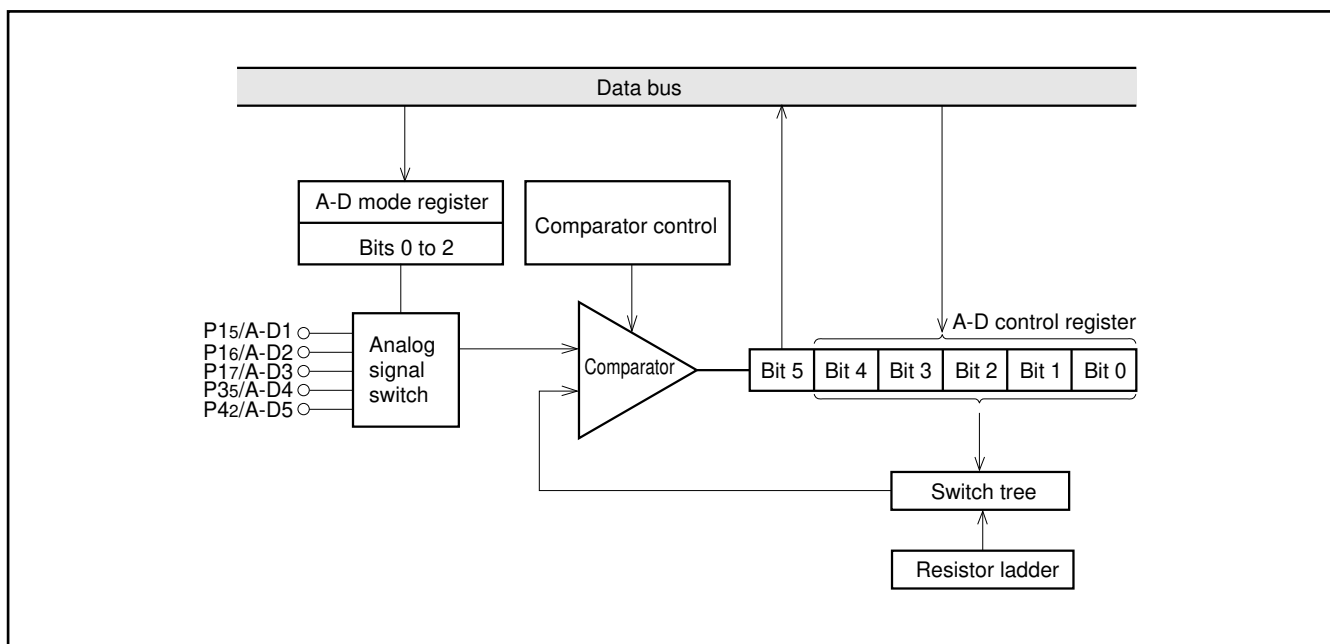 Data bus
A-D mode register
Bits 0 to 2
Comparator control
A-D control register
P15/A-D1
P16/A-D2
P17/A-D3
P35/A-D4
P42/A-D5
Analog
signal
switch
Comparator
Bit 5 Bit 4 Bit 3 Bit 2 Bit 1 Bit 0
Switch tree
Resistor ladder